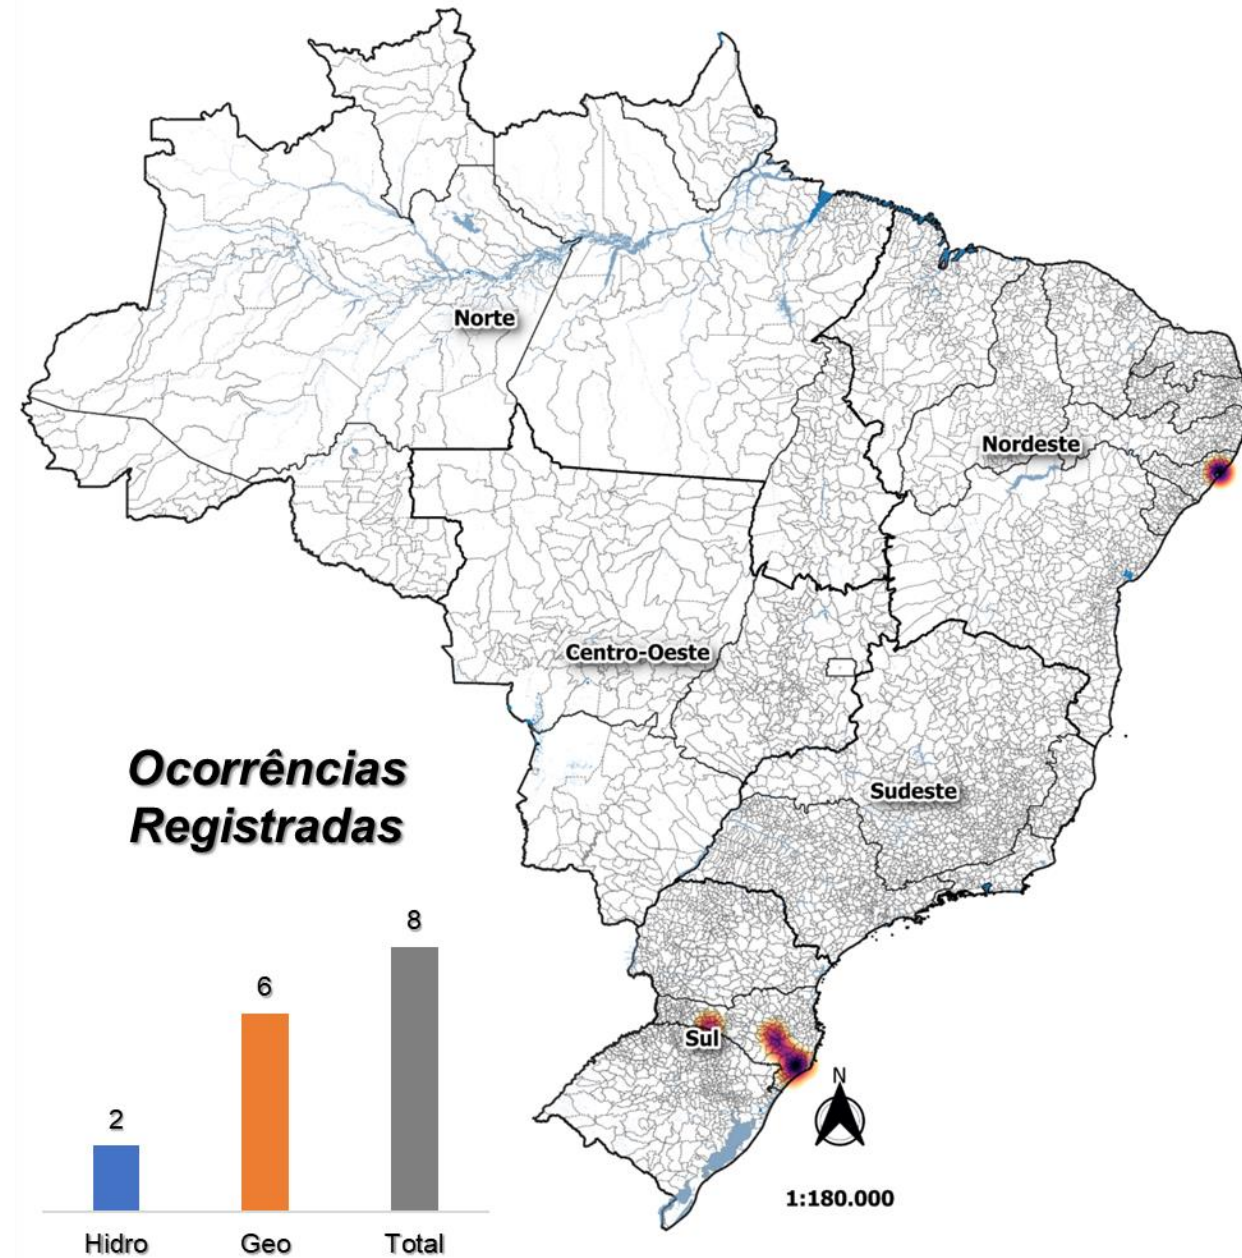 Norte
Nordeste
Centro-Oeste
Sudeste
Ocorrências
Registradas
8
6
2
Hidro
Geo
Total
Sul
N
1:180.000